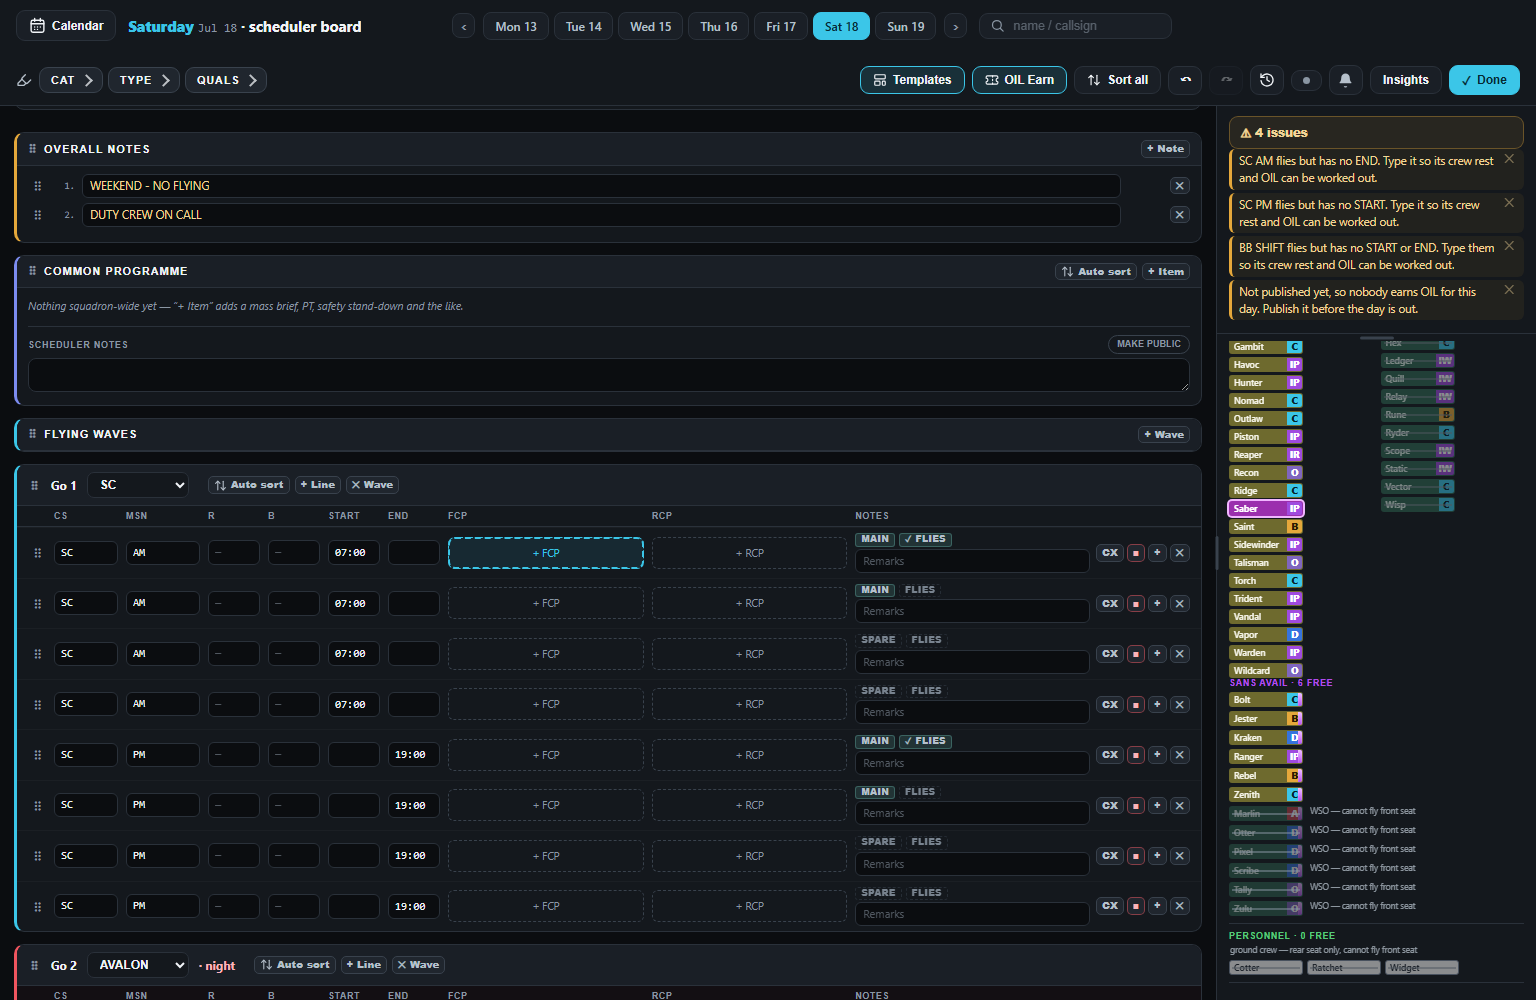 Calendar
Saturday Jul 18 · scheduler board
‹ Mon 13 Tue 14 Wed 15 Thu 16 Fri 17 Sat 18 Sun 19 ›
name / callsign
CAT TYPE QUALS
Templates OIL Earn Sort all Insights ✓ Done
OVERALL NOTES
+ Note
1. WEEKEND - NO FLYING
2. DUTY CREW ON CALL
COMMON PROGRAMME
Auto sort + Item
Nothing squadron-wide yet — "+ Item" adds a mass brief, PT, safety stand-down and the like.
SCHEDULER NOTES
MAKE PUBLIC
FLYING WAVES
+ Wave
Go 1 SC Auto sort + Line ✕ Wave
CS MSN R B START END FCP RCP NOTES
SC AM – – 07:00 + FCP + RCP MAIN ✓ FLIES Remarks CX + ✕
SC AM – – 07:00 + FCP + RCP MAIN FLIES Remarks CX + ✕
SC AM – – 07:00 + FCP + RCP SPARE FLIES Remarks CX + ✕
SC AM – – 07:00 + FCP + RCP SPARE FLIES Remarks CX + ✕
SC PM – – 19:00 + FCP + RCP MAIN ✓ FLIES Remarks CX + ✕
SC PM – – 19:00 + FCP + RCP MAIN FLIES Remarks CX + ✕
SC PM – – 19:00 + FCP + RCP SPARE FLIES Remarks CX + ✕
SC PM – – 19:00 + FCP + RCP SPARE FLIES Remarks CX + ✕
Go 2 AVALON · night Auto sort + Line ✕ Wave
CS MSN R B START END FCP RCP NOTES
⚠ 4 issues
SC AM flies but has no END. Type it so its crew rest
and OIL can be worked out.
SC PM flies but has no START. Type it so its crew
rest and OIL can be worked out.
BB SHIFT flies but has no START or END. Type them
so its crew rest and OIL can be worked out.
Not published yet, so nobody earns OIL for this
day. Publish it before the day is out.
Gambit C
Havoc IP
Hunter IP
Nomad C
Outlaw C
Piston IP
Reaper IR
Recon O
Ridge C
Saber IP
Saint B
Sidewinder IP
Talisman O
Torch C
Trident IP
Vandal IP
Vapor D
Warden IP
Wildcard O
Hex C
Ledger IW
Quill IW
Relay IW
Rune B
Ryder C
Scope IW
Static IW
Vector C
Wisp C
SANS AVAIL · 6 FREE
Bolt C
Jester B
Kraken D
Ranger IP
Rebel B
Zenith C
Marlin A WSO — cannot fly front seat
Otter D WSO — cannot fly front seat
Pixel D WSO — cannot fly front seat
Scribe D WSO — cannot fly front seat
Tally O WSO — cannot fly front seat
Zulu O WSO — cannot fly front seat
PERSONNEL · 0 FREE
ground crew — rear seat only, cannot fly front seat
Cotter Ratchet Widget